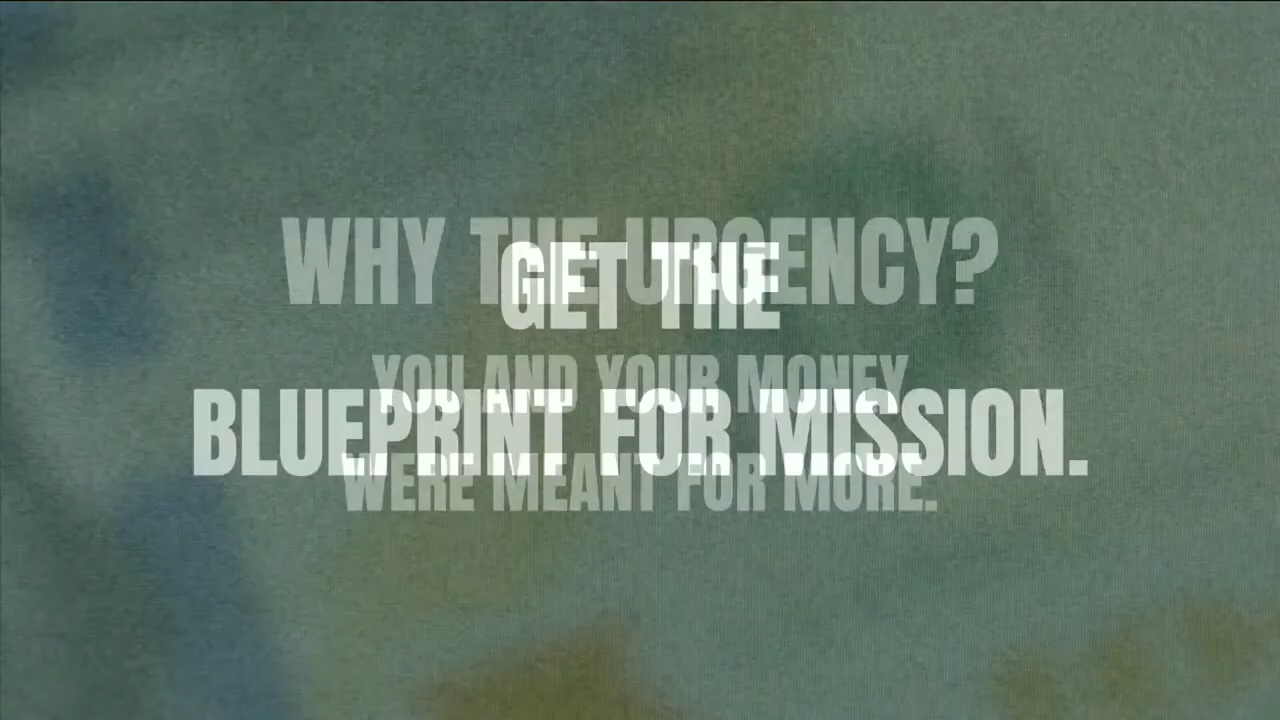 WHY THE URGENCY?
GET THE
YOU AND YOUR MONEY
BLUEPRINT FOR MISSION.
WERE MEANT FOR MORE.